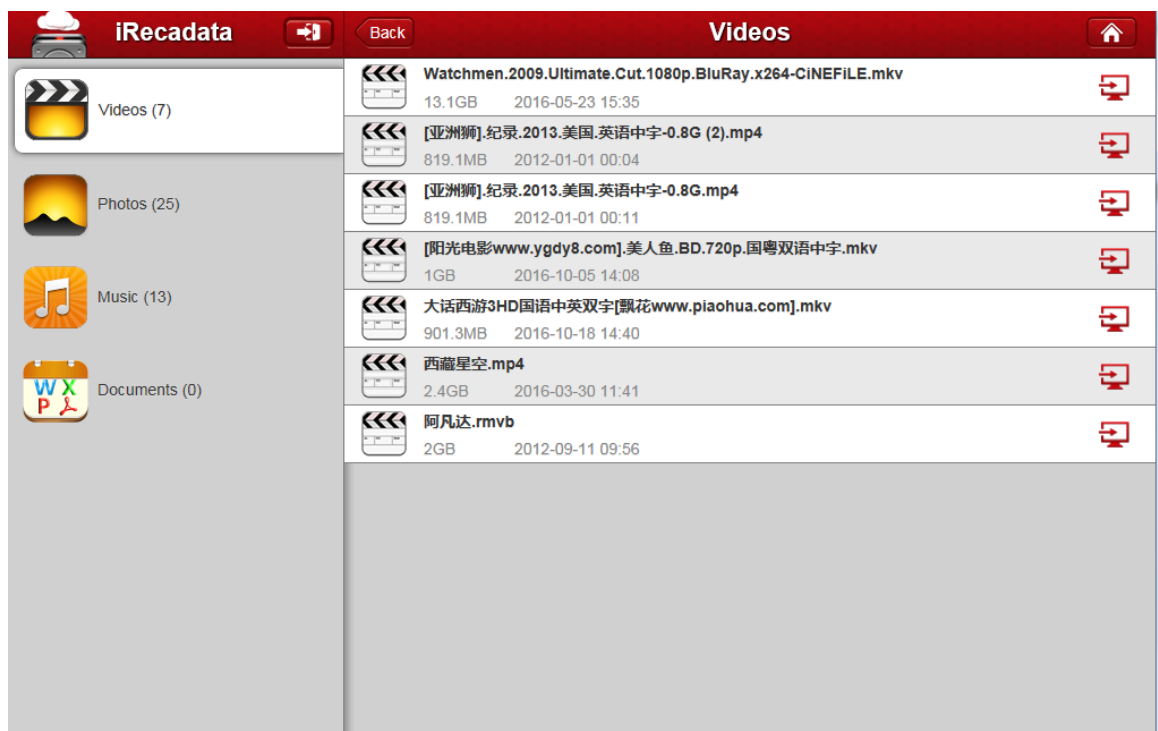 iRecadata
Back
Videos
Videos (7)
Photos (25)
Music (13)
W X
P
Documents (0)
Watchmen.2009.Ultimate.Cut.1080p.BluRay.x264-CiNEFiLE.mkv
13.1GB 2016-05-23 15:35
[亚洲狮].纪录.2013.美国.英语中字-0.8G (2).mp4
819.1MB 2012-01-01 00:04
[亚洲狮].纪录.2013.美国.英语中字-0.8G.mp4
819.1MB 2012-01-01 00:11
[阳光电影www.ygdy8.com].美人鱼.BD.720p.国粤双语中字.mkv
1GB 2016-10-05 14:08
大话西游3HD国语中英双字[飘花www.piaohua.com].mkv
901.3MB 2016-10-18 14:40
西藏星空.mp4
2.4GB 2016-03-30 11:41
阿凡达.rmvb
2GB 2012-09-11 09:56